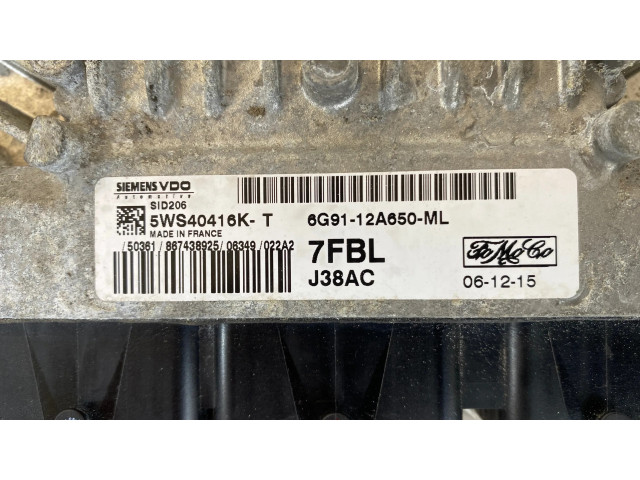 SIEMENS VDO
Automotive
SID206
5WS40416K- T 6G91-12A650-ML
MADE IN FRANCE
/50361 / 867438925 / 06349 / 022A2
7FBL
J38AC
FoMoCo
06-12-15